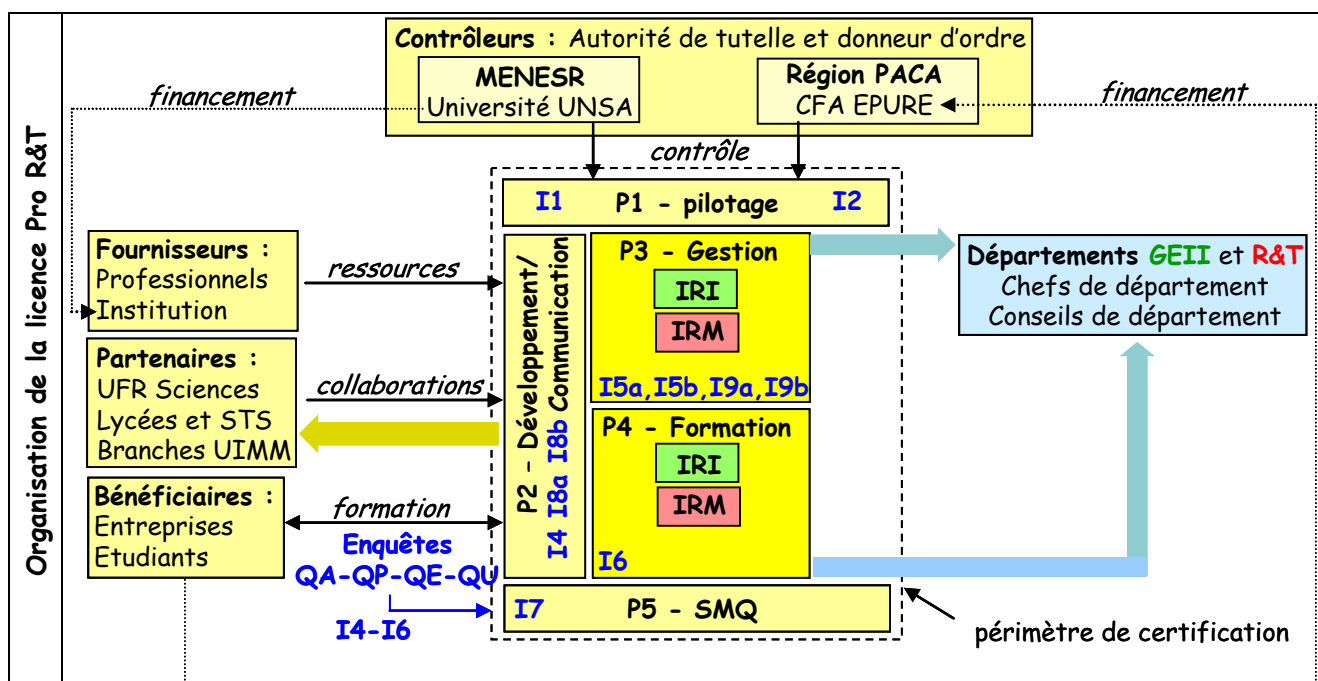 Organisation de la licence Pro R&T
Contrôleurs : Autorité de tutelle et donneur d'ordre
MENESR
Université UNSA
Région PACA
CFA EPURE
financement
financement
contrôle
I1 P1 - pilotage I2
Fournisseurs :
Professionnels
Institution
ressources
Partenaires :
UFR Sciences
Lycées et STS
Branches UIMM
collaborations
Bénéficiaires :
Entreprises
Etudiants
formation
Enquêtes
QA-QP-QE-QU
I4-I6
P2 - Développement/
I4 I8a I8b Communication
P3 - Gestion
IRI
IRM
I5a,I5b,I9a,I9b
P4 - Formation
IRI
IRM
I6
I7 P5 - SMQ
Départements GEII et R&T
Chefs de département
Conseils de département
périmètre de certification